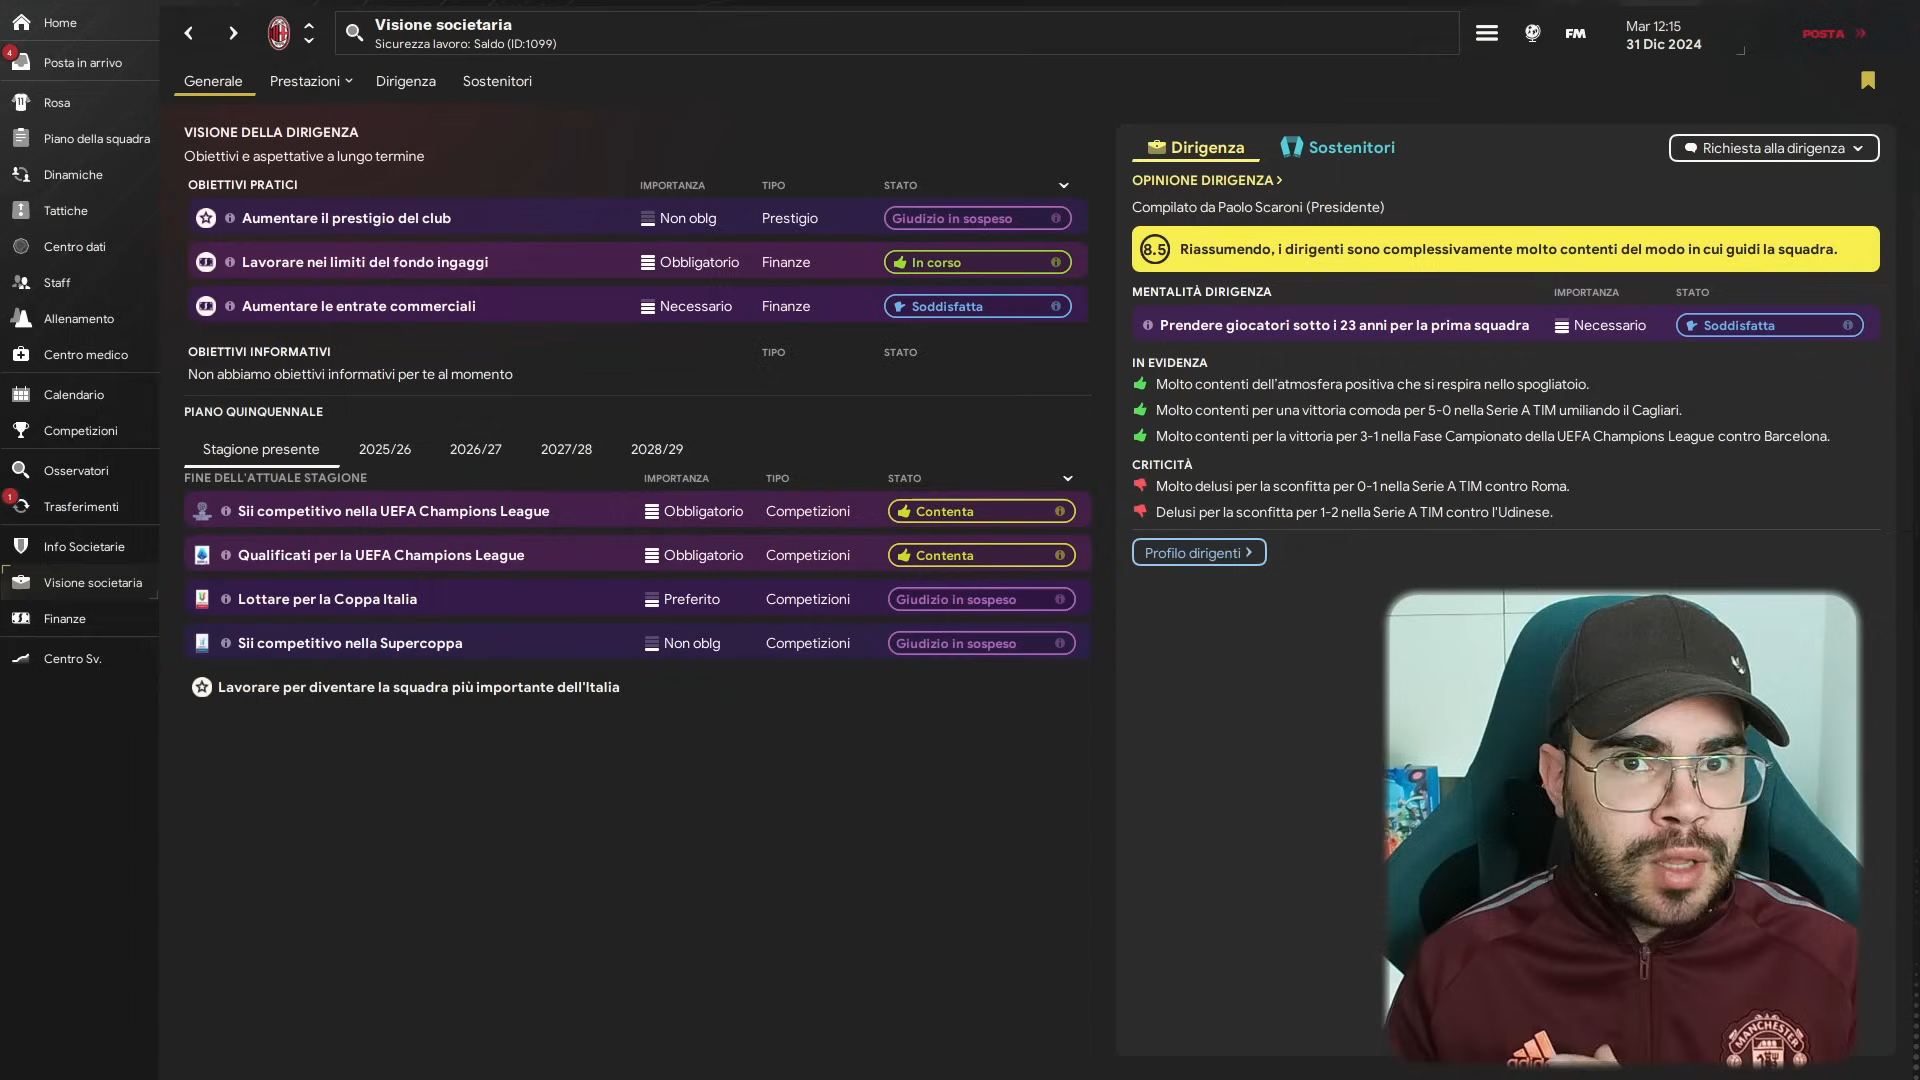 Home
4
Posta in arrivo
Rosa
Piano della squadra
Dinamiche
Tattiche
Centro dati
Staff
Allenamento
Centro medico
Calendario
Competizioni
Osservatori
1
Trasferimenti
Info Societarie
Visione societaria
Finanze
Centro Sv.
Visione societaria
Sicurezza lavoro: Saldo (ID:1099)
FM
Mar 12:15
31 Dic 2024
POSTA
Generale
Prestazioni
Dirigenza
Sostenitori
VISIONE DELLA DIRIGENZA
Obiettivi e aspettative a lungo termine
OBIETTIVI PRATICI IMPORTANZA TIPO STATO
Aumentare il prestigio del club Non oblg Prestigio Giudizio in sospeso
Lavorare nei limiti del fondo ingaggi Obbligatorio Finanze In corso
Aumentare le entrate commerciali Necessario Finanze Soddisfatta
OBIETTIVI INFORMATIVI TIPO STATO
Non abbiamo obiettivi informativi per te al momento
PIANO QUINQUENNALE
Stagione presente 2025/26 2026/27 2027/28 2028/29
FINE DELL'ATTUALE STAGIONE IMPORTANZA TIPO STATO
Sii competitivo nella UEFA Champions League Obbligatorio Competizioni Contenta
Qualificati per la UEFA Champions League Obbligatorio Competizioni Contenta
Lottare per la Coppa Italia Preferito Competizioni Giudizio in sospeso
Sii competitivo nella Supercoppa Non oblg Competizioni Giudizio in sospeso
Lavorare per diventare la squadra più importante dell'Italia
Dirigenza Sostenitori Richiesta alla dirigenza
OPINIONE DIRIGENZA
Compilato da Paolo Scaroni (Presidente)
8.5 Riassumendo, i dirigenti sono complessivamente molto contenti del modo in cui guidi la squadra.
MENTALITÀ DIRIGENZA IMPORTANZA STATO
Prendere giocatori sotto i 23 anni per la prima squadra Necessario Soddisfatta
IN EVIDENZA
Molto contenti dell'atmosfera positiva che si respira nello spogliatoio.
Molto contenti per una vittoria comoda per 5-0 nella Serie A TIM umiliando il Cagliari.
Molto contenti per la vittoria per 3-1 nella Fase Campionato della UEFA Champions League contro Barcelona.
CRITICITÀ
Molto delusi per la sconfitta per 0-1 nella Serie A TIM contro Roma.
Delusi per la sconfitta per 1-2 nella Serie A TIM contro l'Udinese.
Profilo dirigenti
MANCHESTER